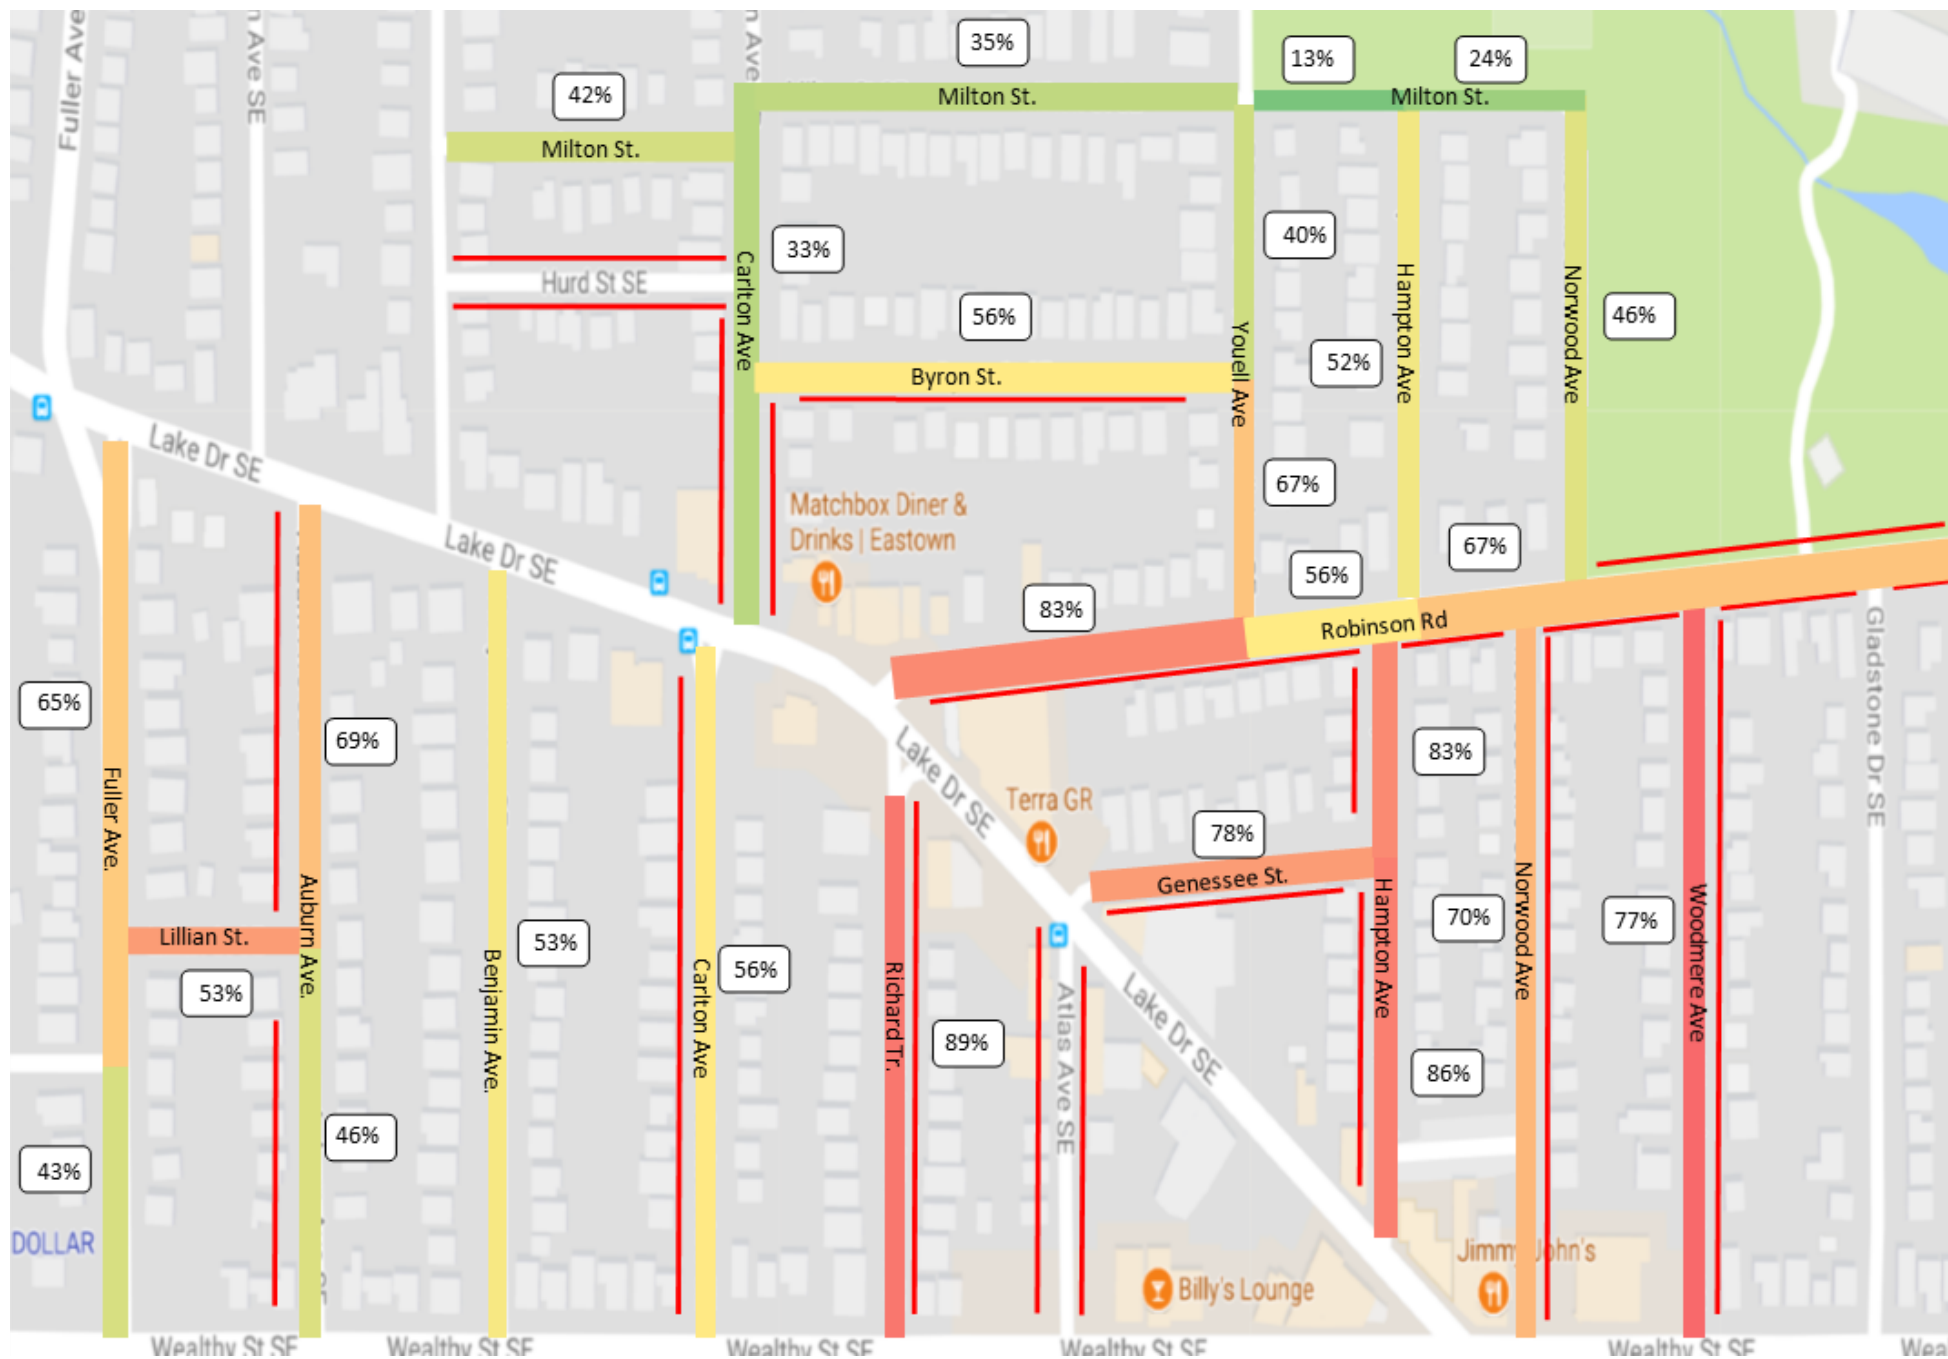 Fuller Ave
n Ave SE
n Ave
35%
13%
24%
42%
Milton St.
Milton St.
Milton St.
33%
40%
Hurd St SE
Carlton Ave
56%
Youell Ave
52%
Hampton Ave
Norwood Ave
46%
Byron St.
Lake Dr SE
Matchbox Diner &
Drinks | Eastown
67%
Lake Dr SE
67%
56%
83%
Robinson Rd
Gladstone Dr SE
65%
69%
Lake Dr SE
83%
Terra GR
78%
Fuller Ave.
Auburn Ave.
Genessee St.
Hampton Ave
70%
Norwood Ave
77%
Woodmere Ave
Lillian St.
53%
53%
Benjamin Ave.
Carlton Ave
56%
Richard Tr.
89%
Atlas Ave SE
Lake Dr SE
86%
43%
46%
DOLLAR
Jimmy John's
Billy's Lounge
Wealthy St SE
Wealthy St SE
Wealthy St SE
Wealthy St SE
Wealthy St SE
Wea